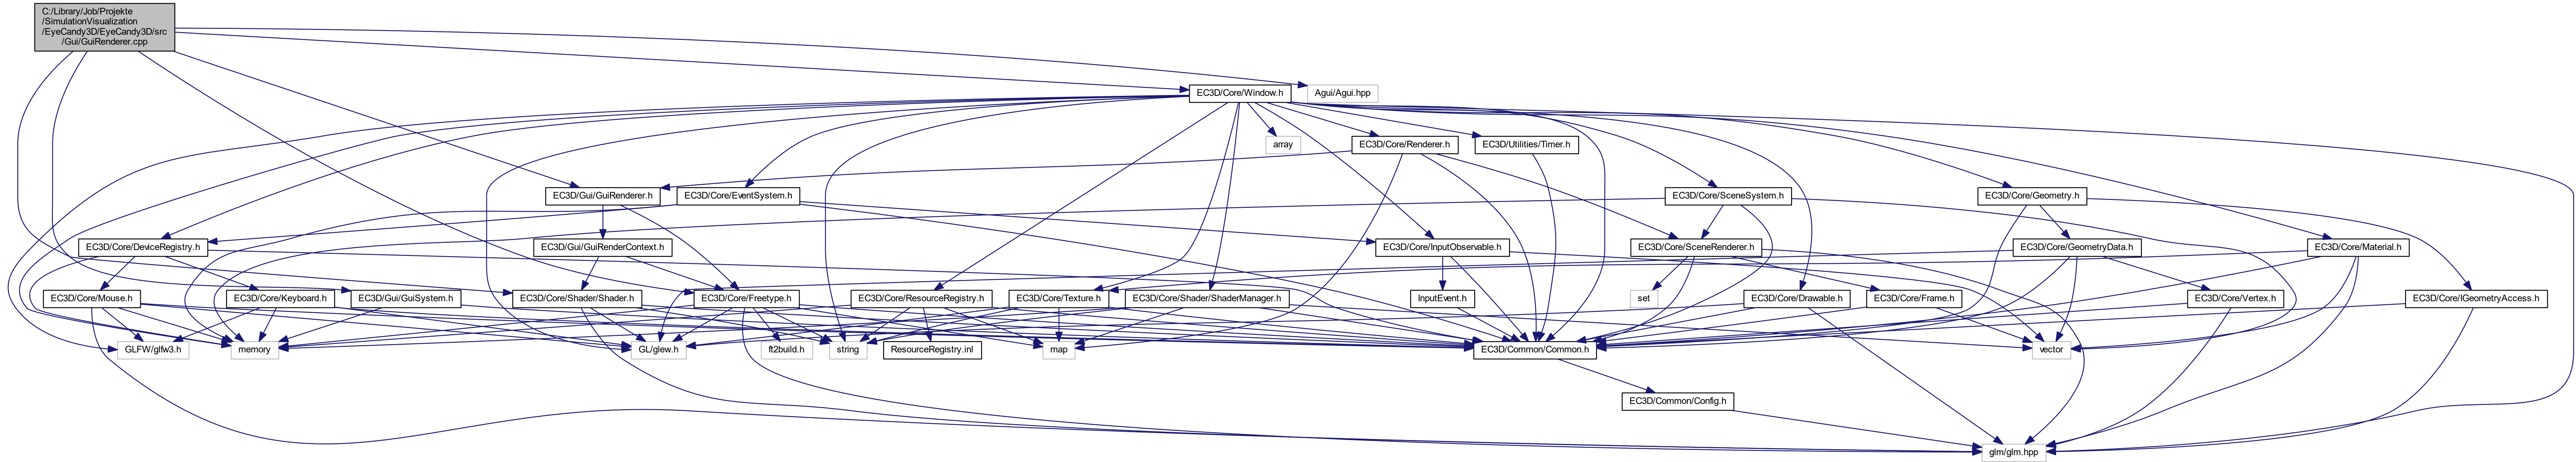 C:/Library/Job/Projekte
/SimulationVisualization
/EyeCandy3D/EyeCandy3D/src
/Gui/GuiRenderer.cpp
EC3D/Core/Window.h
Agui/Agui.hpp
array
EC3D/Core/Renderer.h
EC3D/Utilities/Timer.h
EC3D/Gui/GuiRenderer.h
EC3D/Core/EventSystem.h
EC3D/Core/SceneSystem.h
EC3D/Core/Geometry.h
EC3D/Core/DeviceRegistry.h
EC3D/Gui/GuiRenderContext.h
EC3D/Core/InputObservable.h
EC3D/Core/SceneRenderer.h
EC3D/Core/GeometryData.h
EC3D/Core/Material.h
EC3D/Core/Mouse.h
EC3D/Core/Keyboard.h
EC3D/Gui/GuiSystem.h
EC3D/Core/Shader/Shader.h
EC3D/Core/Freetype.h
EC3D/Core/ResourceRegistry.h
EC3D/Core/Texture.h
EC3D/Core/Shader/ShaderManager.h
InputEvent.h
set
EC3D/Core/Drawable.h
EC3D/Core/Frame.h
EC3D/Core/Vertex.h
EC3D/Core/IGeometryAccess.h
GLFW/glfw3.h
memory
GL/glew.h
ft2build.h
string
ResourceRegistry.inl
map
EC3D/Common/Common.h
vector
EC3D/Common/Config.h
glm/glm.hpp